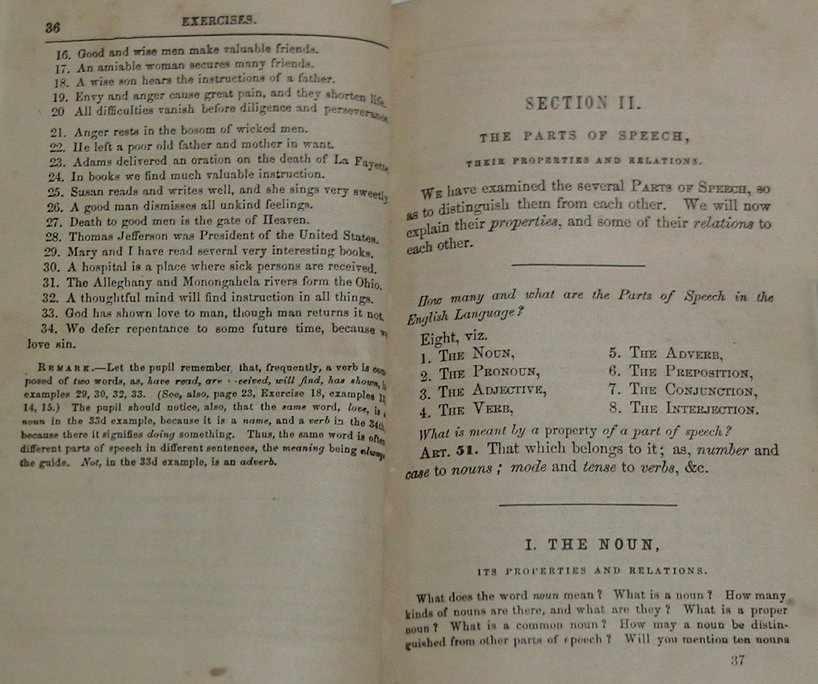 36
EXERCISES.
16. Good and wise men make valuable friends.
17. An amiable woman secures many friends.
18. A wise son hears the instructions of a father.
19. Envy and anger cause great pain, and they shorten life.
20 All difficulties vanish before diligence and perseverance.
21. Anger rests in the bosom of wicked men.
22. He left a poor old father and mother in want.
23. Adams delivered an oration on the death of La Fayette.
24. In books we find much valuable instruction.
25. Susan reads and writes well, and she sings very sweetly.
26. A good man dismisses all unkind feelings.
27. Death to good men is the gate of Heaven.
28. Thomas Jefferson was President of the United States.
29. Mary and I have read several very interesting books.
30. A hospital is a place where sick persons are received.
31. The Alleghany and Monongahela rivers form the Ohio.
32. A thoughtful mind will find instruction in all things.
33. God has shown love to man, though man returns it not.
34. We defer repentance to some future time, because we
love sin.
REMARK.—Let the pupil remember, that, frequently, a verb is com-
posed of two words, as, have read, are received, will find, has shown,
examples 29, 30, 32, 33. (See, also, page 23, Exercise 18, examples
14, 15.) The pupil should notice, also, that the same word, love, is a
noun in the 33d example, because it is a name, and a verb in the 34th,
because there it signifies doing something. Thus, the same word is often
different parts of speech in different sentences, the meaning being always
the guide. Not, in the 33d example, is an adverb.
SECTION II.
THE PARTS OF SPEECH,
THEIR PROPERTIES AND RELATIONS.
WE have examined the several PARTS OF SPEECH, so
as to distinguish them from each other. We will now
explain their properties, and some of their relations to
each other.
How many and what are the Parts of Speech in the
English Language?
Eight, viz.
1. THE NOUN,
2. THE PRONOUN,
3. THE ADJECTIVE,
4. THE VERB,
5. THE ADVERB,
6. THE PREPOSITION,
7. THE CONJUNCTION,
8. THE INTERJECTION.
What is meant by a property of a part of speech?
ART. 51. That which belongs to it; as, number and
case to nouns; mode and tense to verbs, &c.
I. THE NOUN,
ITS PROPERTIES AND RELATIONS.
What does the word noun mean? What is a noun? How many
kinds of nouns are there, and what are they? What is a proper
noun? What is a common noun? How may a noun be distin-
guished from other parts of speech? Will you mention ten nouns
37